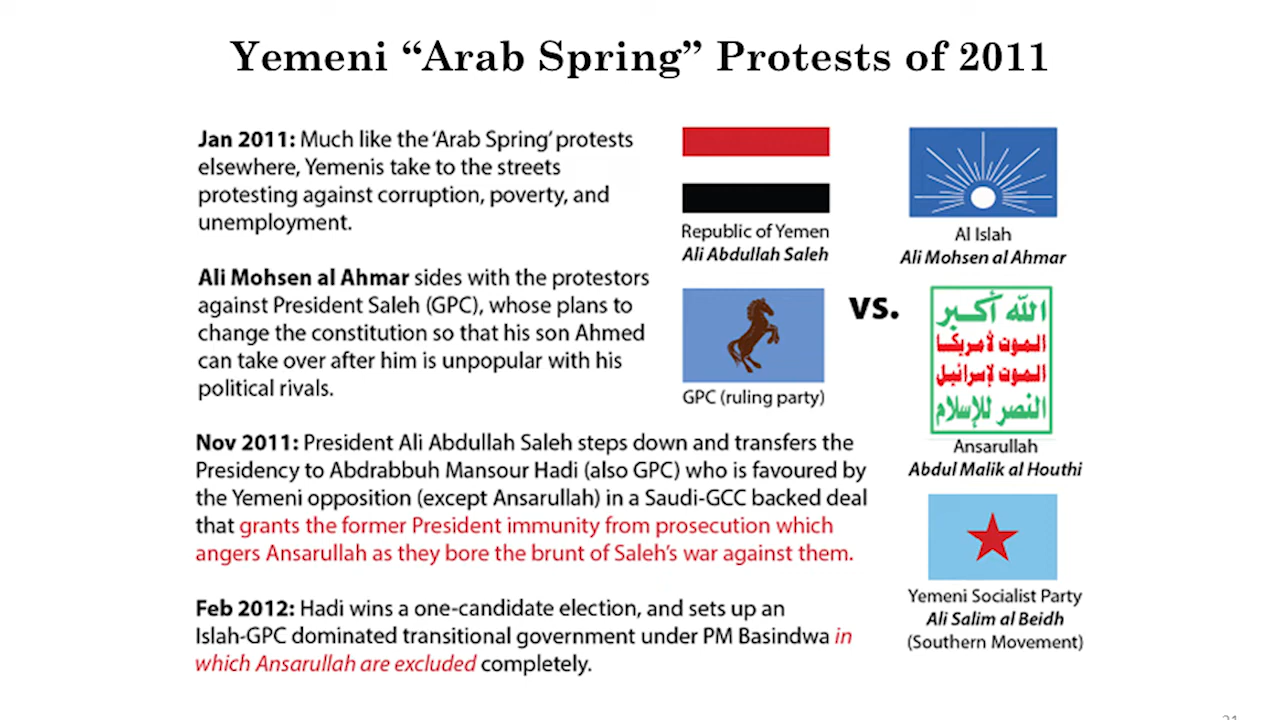 Yemeni “Arab Spring” Protests of 2011
Jan 2011: Much like the ‘Arab Spring’ protests
elsewhere, Yemenis take to the streets
protesting against corruption, poverty, and
unemployment.
Ali Mohsen al Ahmar sides with the protestors
against President Saleh (GPC), whose plans to
change the constitution so that his son Ahmed
can take over after him is unpopular with his
political rivals.
Nov 2011: President Ali Abdullah Saleh steps down and transfers the
Presidency to Abdrabbuh Mansour Hadi (also GPC) who is favoured by
the Yemeni opposition (except Ansarullah) in a Saudi-GCC backed deal
that grants the former President immunity from prosecution which
angers Ansarullah as they bore the brunt of Saleh’s war against them.
Feb 2012: Hadi wins a one-candidate election, and sets up an
Islah-GPC dominated transitional government under PM Basindwa in
which Ansarullah are excluded completely.
Republic of Yemen
Ali Abdullah Saleh
GPC (ruling party)
vs.
Al Islah
Ali Mohsen al Ahmar
الله أكبر
الموت لأمريكا
الموت لإسرائيل
النصر للإسلام
Ansarullah
Abdul Malik al Houthi
Yemeni Socialist Party
Ali Salim al Beidh
(Southern Movement)